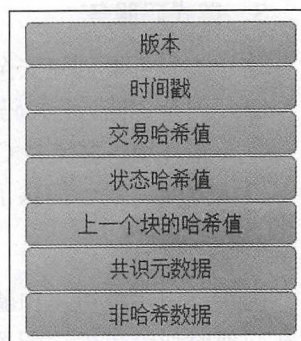 版本
时间戳
交易哈希值
状态哈希值
上一个块的哈希值
共识元数据
非哈希数据